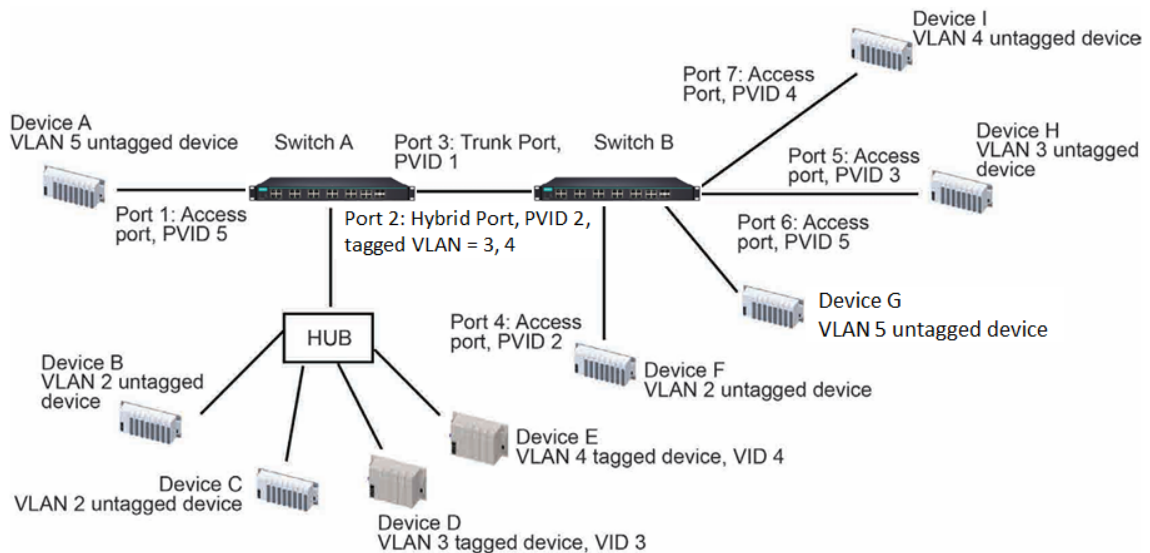 Device I
VLAN 4 untagged device
Port 7: Access
Port, PVID 4
Device A
VLAN 5 untagged device
Switch A
Port 3: Trunk Port,
PVID 1
Switch B
Device H
VLAN 3 untagged
device
Port 5: Access
port, PVID 3
Port 1: Access
port, PVID 5
Port 2: Hybrid Port, PVID 2,
tagged VLAN = 3, 4
Port 6: Access
port, PVID 5
Device G
VLAN 5 untagged device
HUB
Port 4: Access
port, PVID 2
Device B
VLAN 2 untagged
device
Device F
VLAN 2 untagged device
Device E
VLAN 4 tagged device, VID 4
Device C
VLAN 2 untagged device
Device D
VLAN 3 tagged device, VID 3